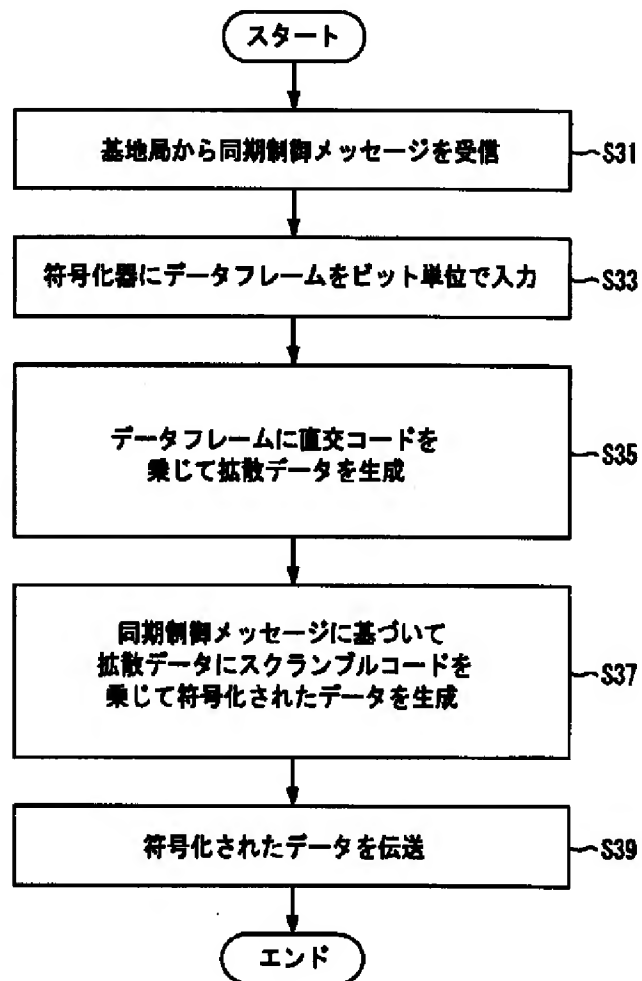 スタート
基地局から同期制御メッセージを受信
S31
符号化器にデータフレームをビット単位で入力
S33
データフレームに直交コードを
乗じて拡散データを生成
S35
同期制御メッセージに基づいて
拡散データにスクランブルコードを
乗じて符号化されたデータを生成
S37
符号化されたデータを伝送
S39
エンド